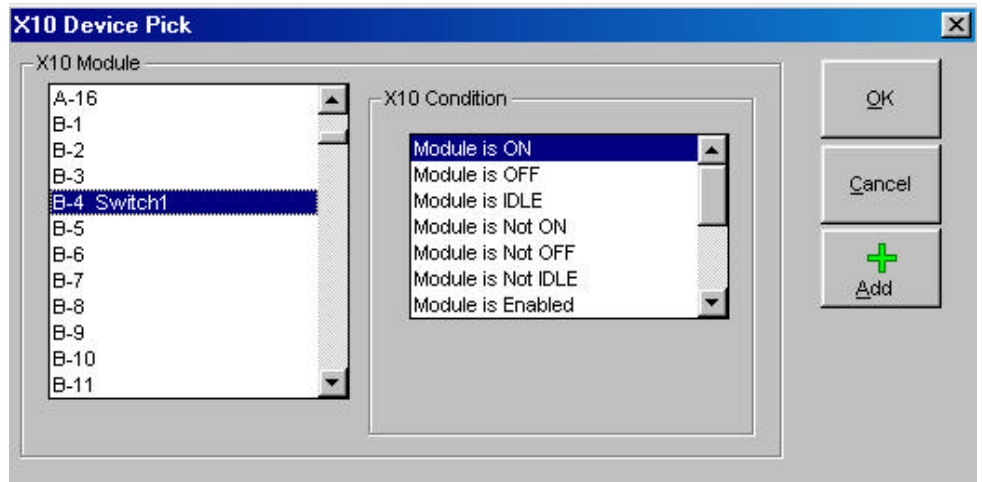 X10 Device Pick
X10 Module
A-16
B-1
B-2
B-3
B-4 Switch1
B-5
B-6
B-7
B-8
B-9
B-10
B-11
X10 Condition
Module is ON
Module is OFF
Module is IDLE
Module is Not ON
Module is Not OFF
Module is Not IDLE
Module is Enabled
OK
Cancel
Add